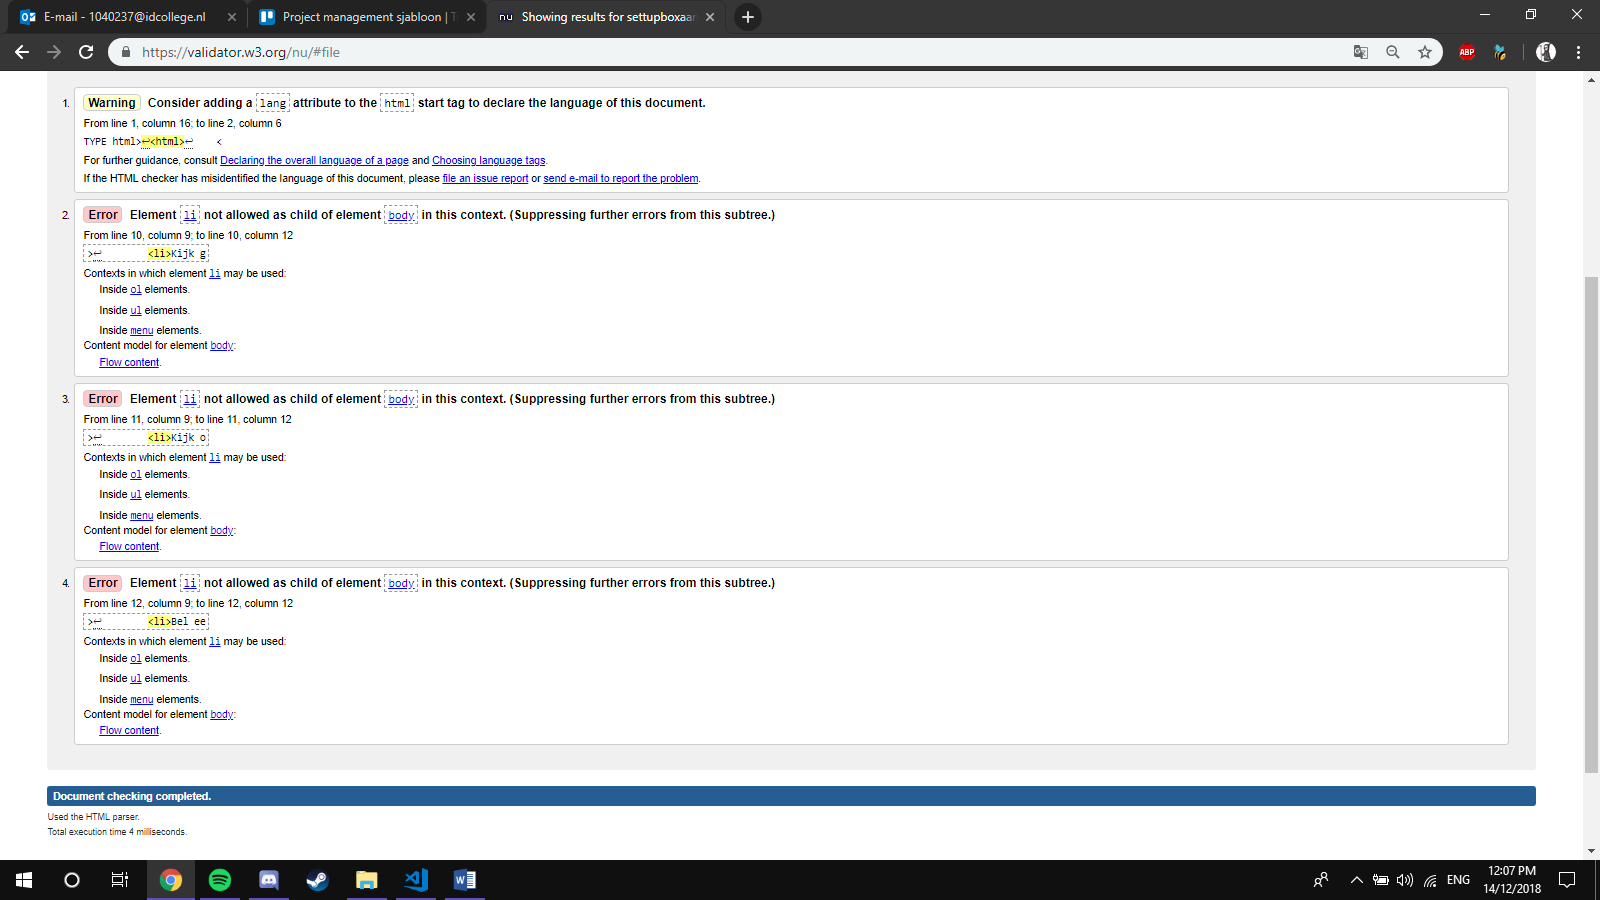 E-mail - 1040237@idcollege.nl
Project management sjabloon | T
nu Showing results for settupboxaar
https://validator.w3.org/nu/#file
ABP
1. Warning Consider adding a lang attribute to the html start tag to declare the language of this document.
From line 1, column 16; to line 2, column 6
TYPE html>↩<html>↩    <
For further guidance, consult Declaring the overall language of a page and Choosing language tags.
If the HTML checker has misidentified the language of this document, please file an issue report or send e-mail to report the problem.
2. Error Element li not allowed as child of element body in this context. (Suppressing further errors from this subtree.)
From line 10, column 9; to line 10, column 12
>↩        <li>Kijk g
Contexts in which element li may be used:
Inside ol elements.
Inside ul elements.
Inside menu elements.
Content model for element body:
Flow content.
3. Error Element li not allowed as child of element body in this context. (Suppressing further errors from this subtree.)
From line 11, column 9; to line 11, column 12
>↩        <li>Kijk o
Contexts in which element li may be used:
Inside ol elements.
Inside ul elements.
Inside menu elements.
Content model for element body:
Flow content.
4. Error Element li not allowed as child of element body in this context. (Suppressing further errors from this subtree.)
From line 12, column 9; to line 12, column 12
>↩        <li>Bel ee
Contexts in which element li may be used:
Inside ol elements.
Inside ul elements.
Inside menu elements.
Content model for element body:
Flow content.
Document checking completed.
Used the HTML parser.
Total execution time 4 milliseconds.
ENG
12:07 PM
14/12/2018